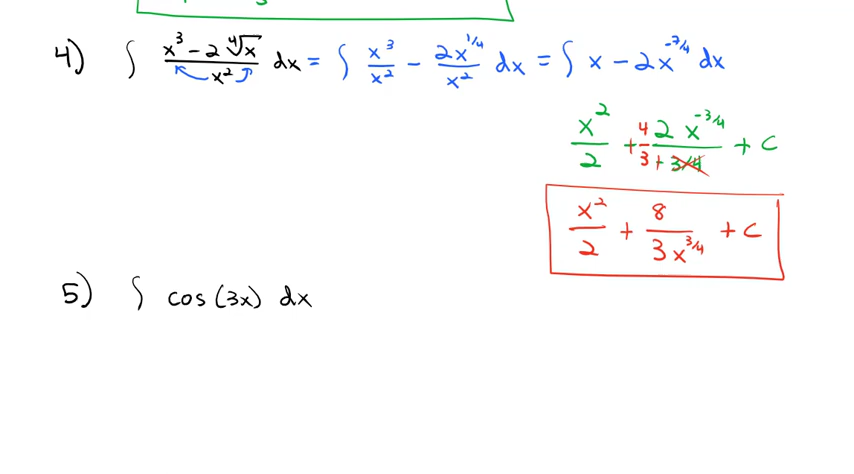 4) ∫ (x³ − 2 ∜x)/x² dx = ∫ x³/x² − 2x^(1/4)/x² dx = ∫ x − 2x^(-7/4) dx
x²/2 + 4/3 2x^(-3/4)/(+ 3/4) + C
x²/2 + 8/(3x^(3/4)) + C
5) ∫ cos(3x) dx